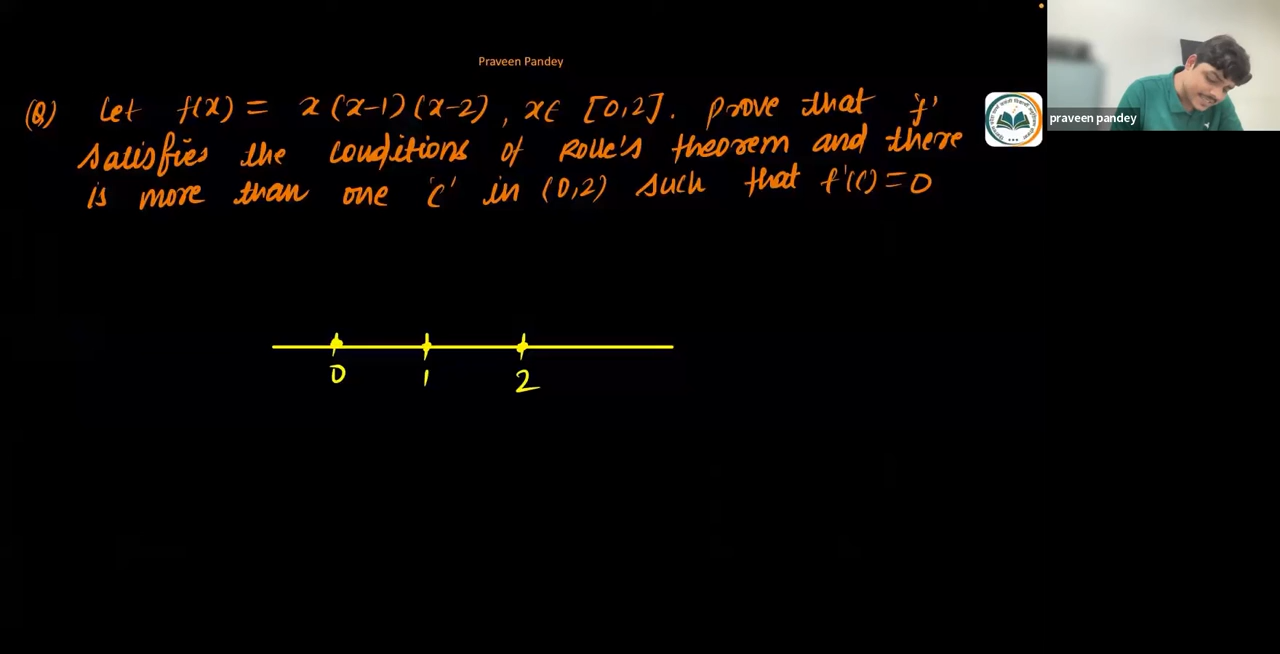 Praveen Pandey
(Q) Let f(x) = x(x-1)(x-2), x∈ [0,2]. prove that 'f'
satisfies the conditions of Rolle's theorem and there
is more than one 'c' in (0,2) such that f'(c)=0
praveen pandey
0 1 2